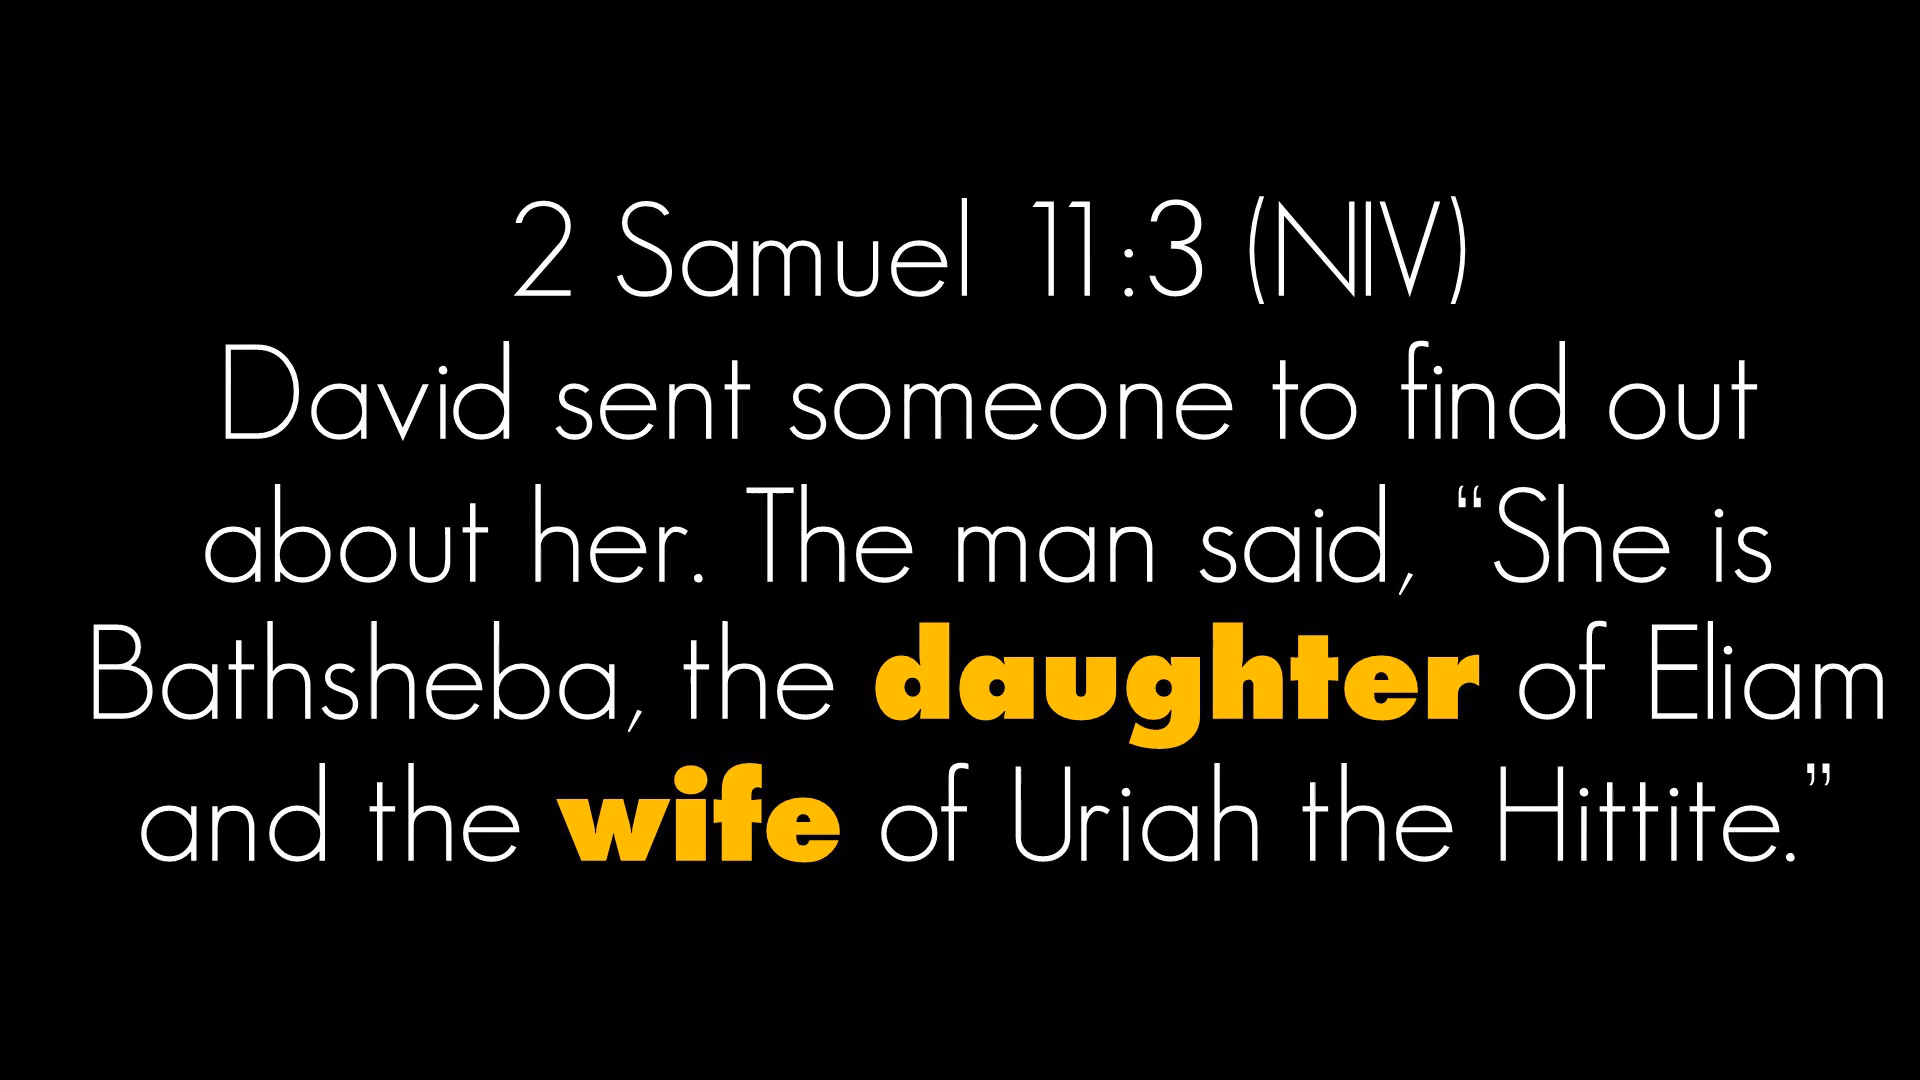 2 Samuel 11:3 (NIV)
David sent someone to find out
about her. The man said, “She is
Bathsheba, the daughter of Eliam
and the wife of Uriah the Hittite.”